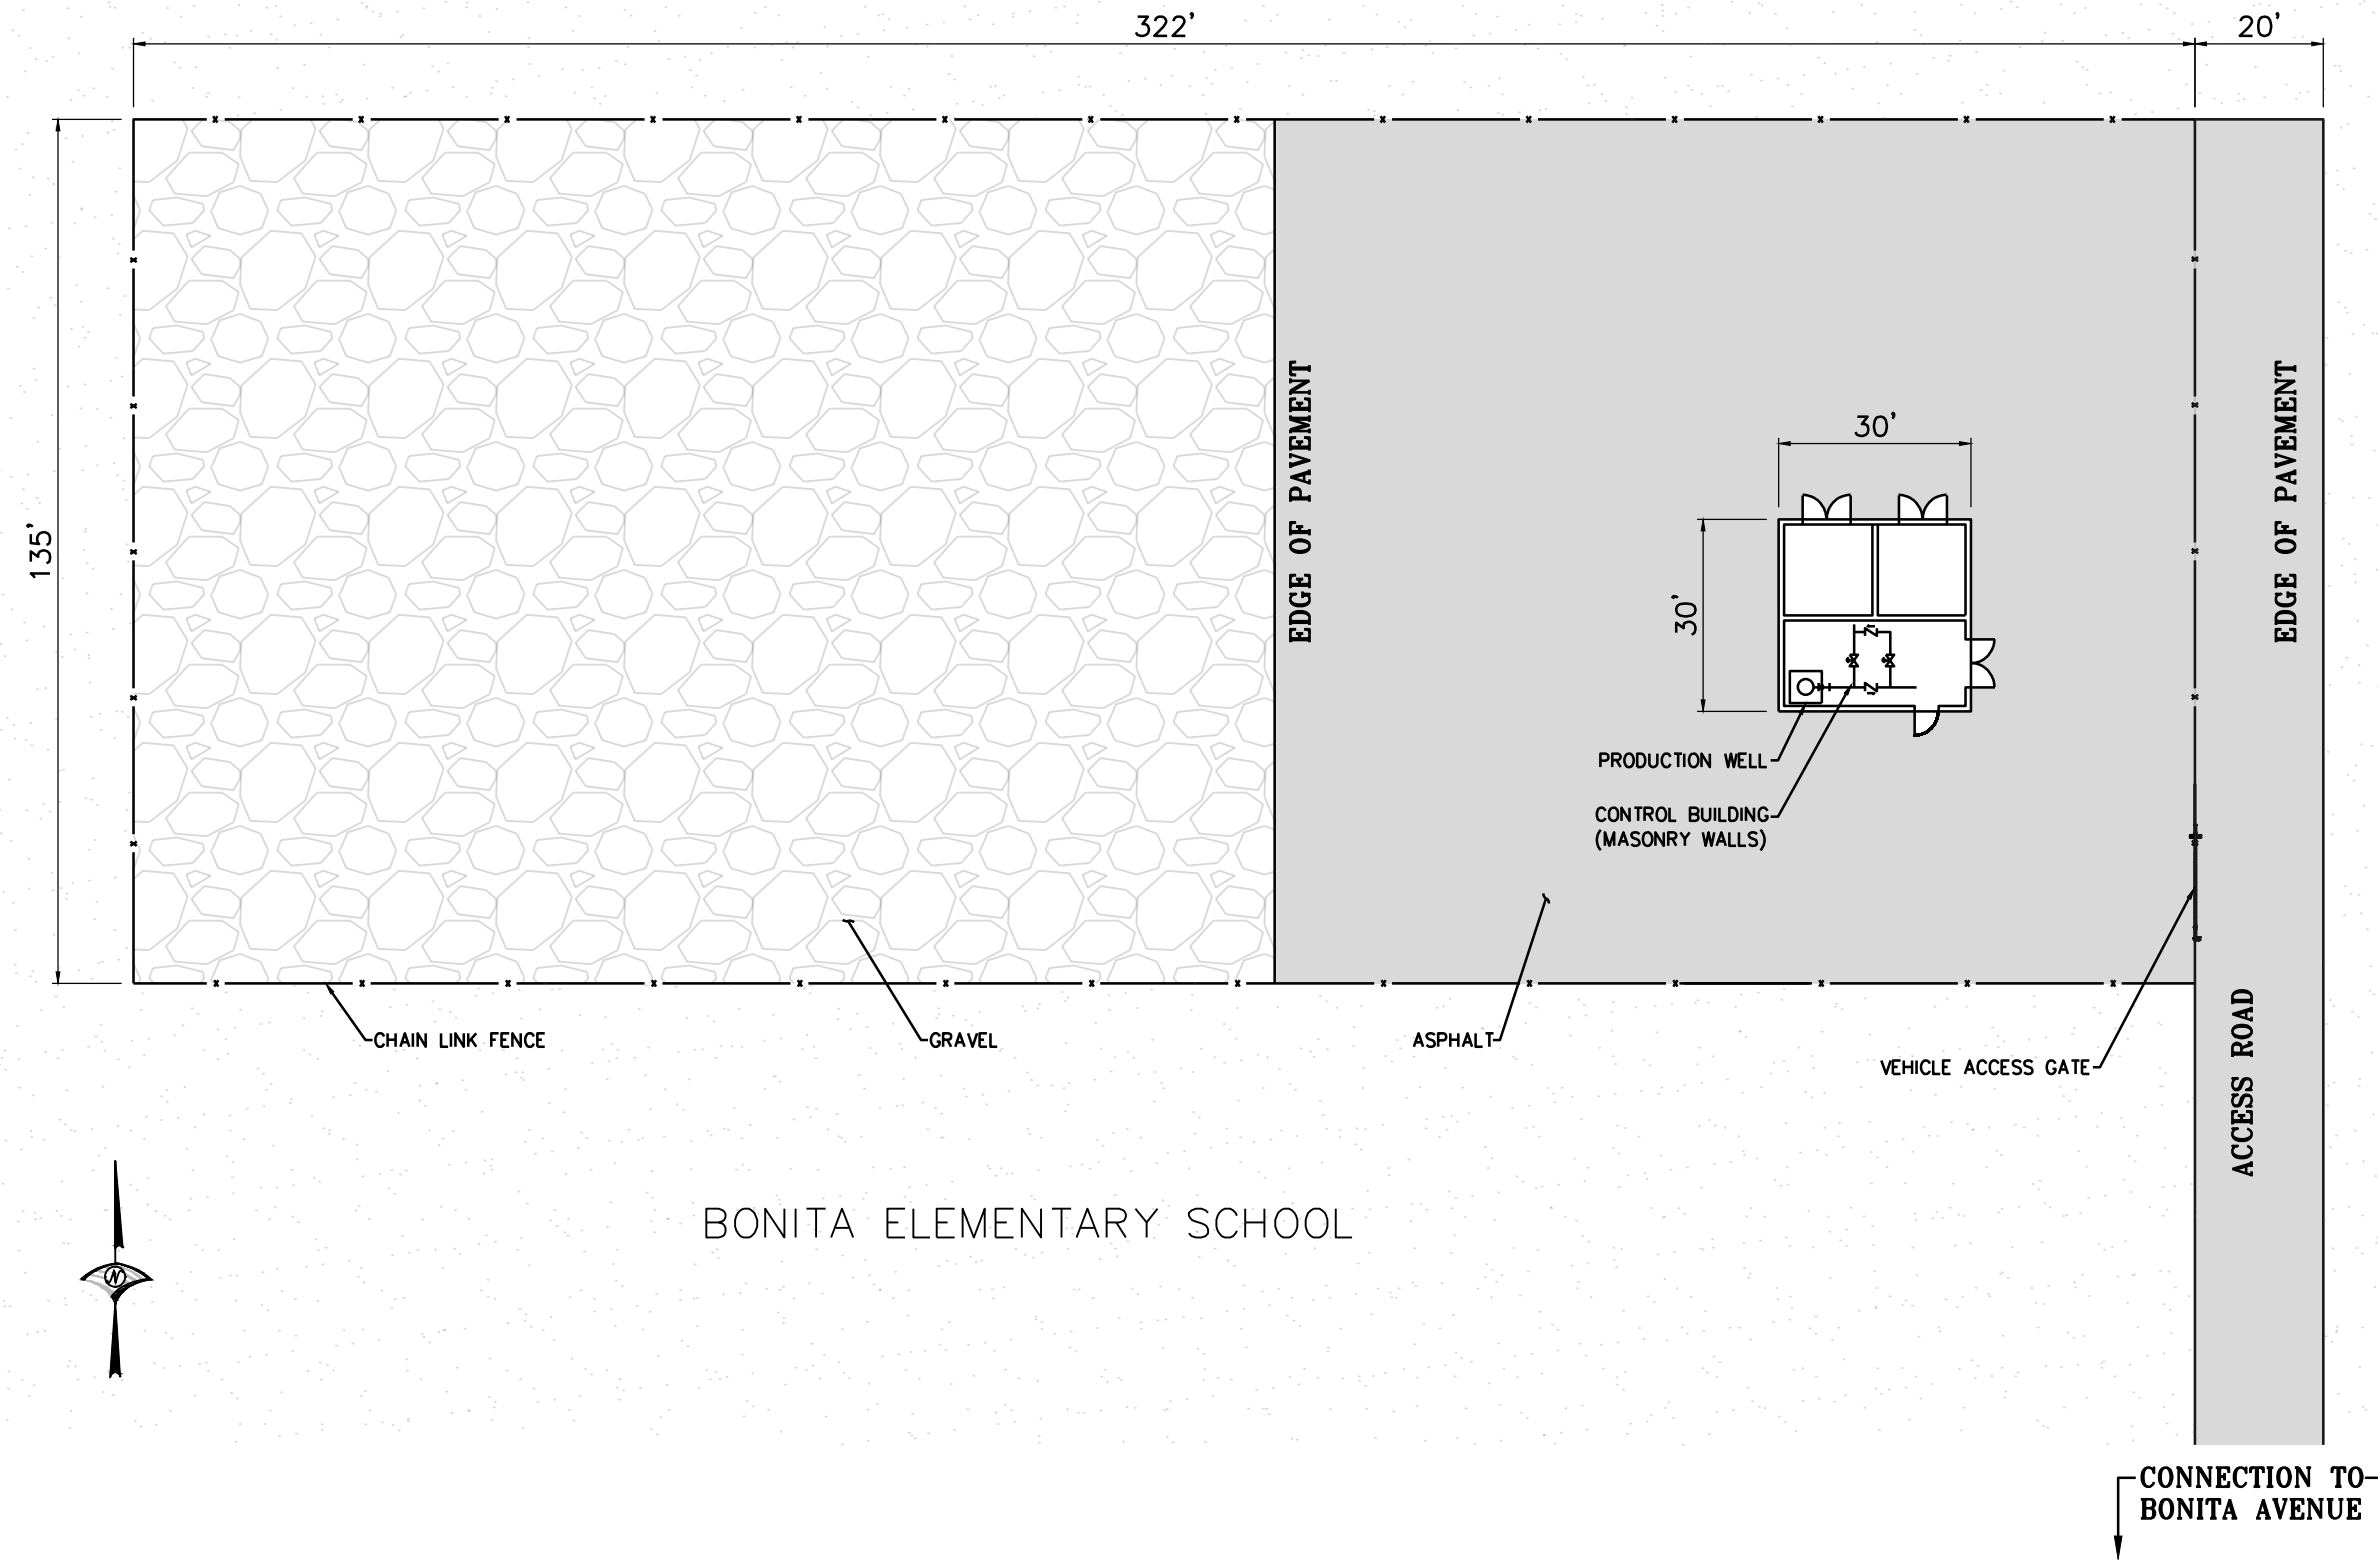 322'
20'
135'
EDGE OF PAVEMENT
EDGE OF PAVEMENT
30'
30'
PRODUCTION WELL
CONTROL BUILDING
(MASONRY WALLS)
CHAIN LINK FENCE
GRAVEL
ASPHALT
VEHICLE ACCESS GATE
ACCESS ROAD
BONITA ELEMENTARY SCHOOL
N
CONNECTION TO
BONITA AVENUE